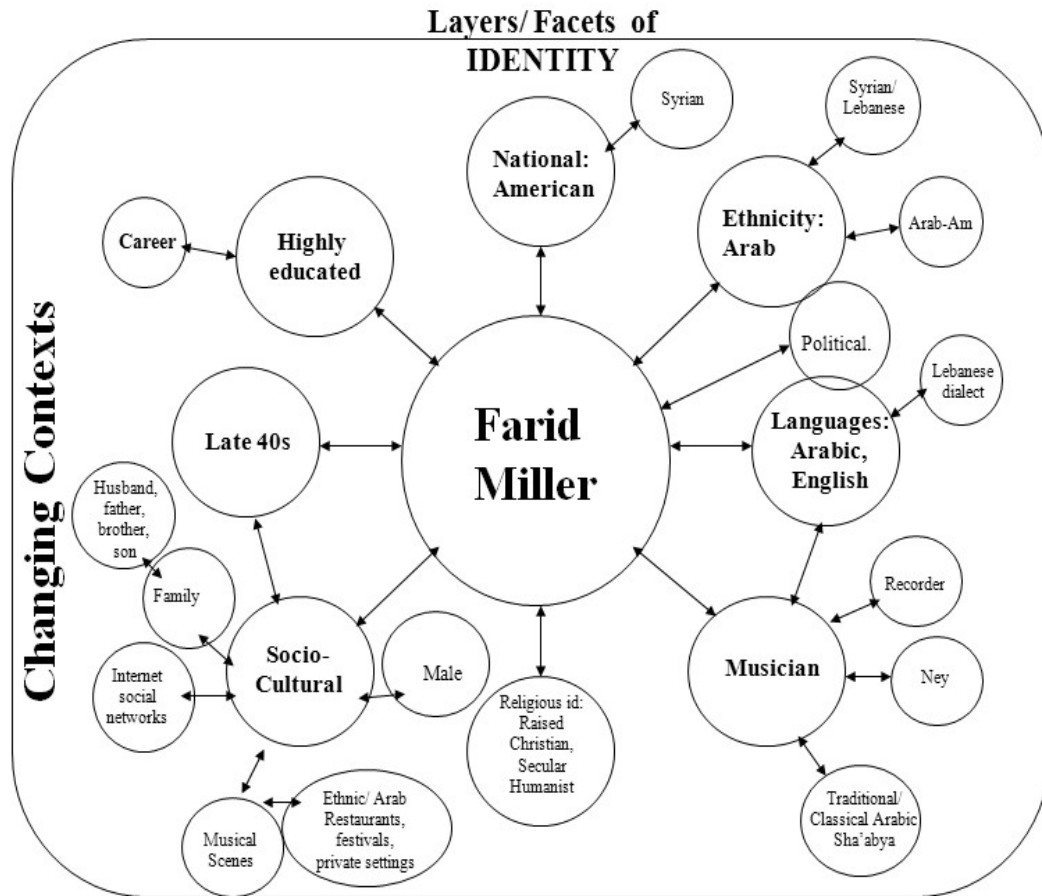 Layers/ Facets of
IDENTITY
Changing Contexts
Syrian
National:
American
Syrian/
Lebanese
Ethnicity:
Arab
Arab-Am
Career
Highly
educated
Political.
Lebanese
dialect
Languages:
Arabic,
English
Farid
Miller
Late 40s
Husband,
father,
brother,
son
Family
Internet
social
networks
Socio-
Cultural
Male
Religious id:
Raised
Christian,
Secular
Humanist
Musician
Recorder
Ney
Traditional/
Classical Arabic
Sha’abya
Musical
Scenes
Ethnic/ Arab
Restaurants,
festivals,
private settings